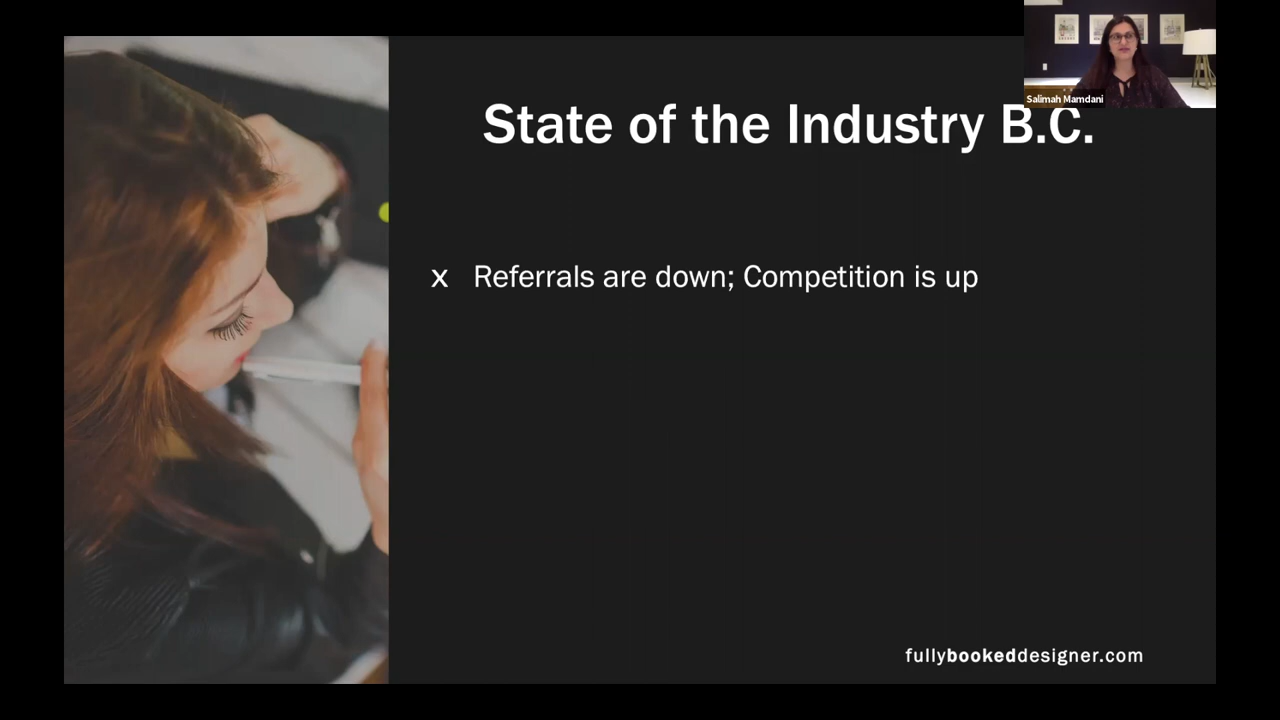 Salimah Mamdani
State of the Industry B.C.
x Referrals are down; Competition is up
fullybookeddesigner.com